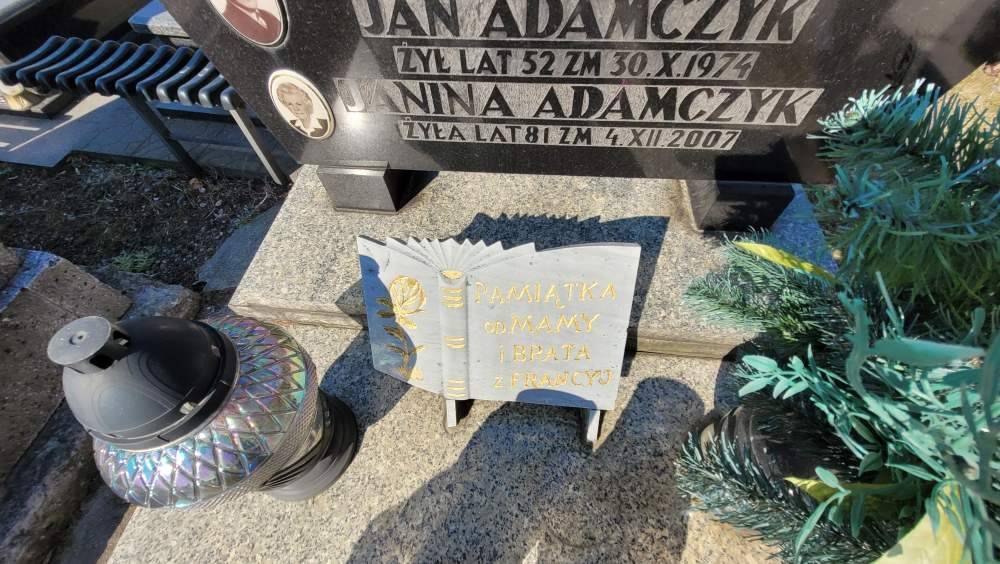 JAN ADAMCZYK
ŻYŁ LAT 52 ZM 30.X.1974
JANINA ADAMCZYK
ŻYŁA LAT 81 ZM 4.XII.2007
PAMIĄTKA
OD MAMY
I BRATA
Z FRANCYJ